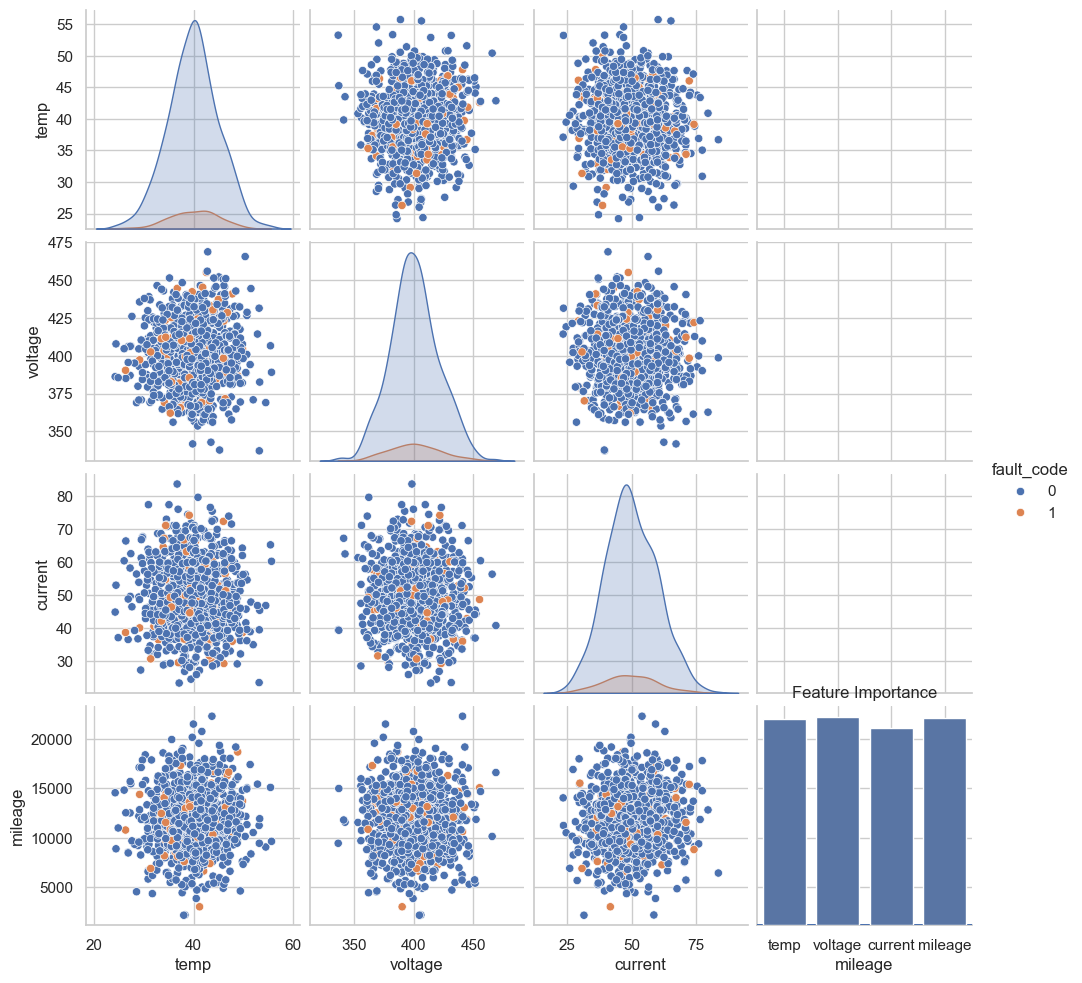 55
50
45
40
35
30
25
temp
475
450
425
400
375
350
voltage
fault_code
0
1
80
70
60
50
40
30
current
Feature Importance
20000
15000
10000
5000
mileage
20 40 60
350 400 450
25 50 75
temp voltage current mileage
temp voltage current mileage